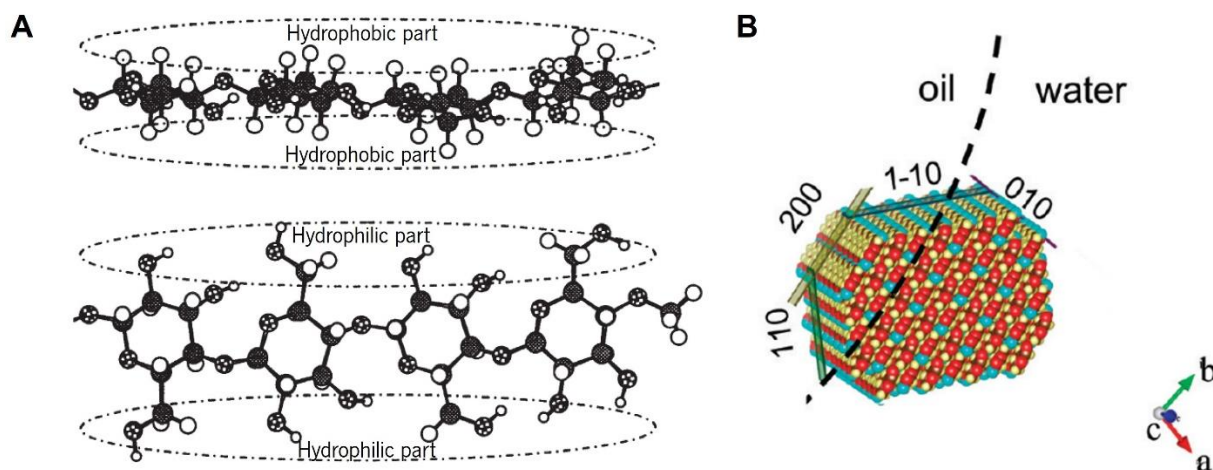 A
Hydrophobic part
Hydrophobic part
Hydrophilic part
Hydrophilic part
B
oil water
200
1-10
010
110
b
c
a